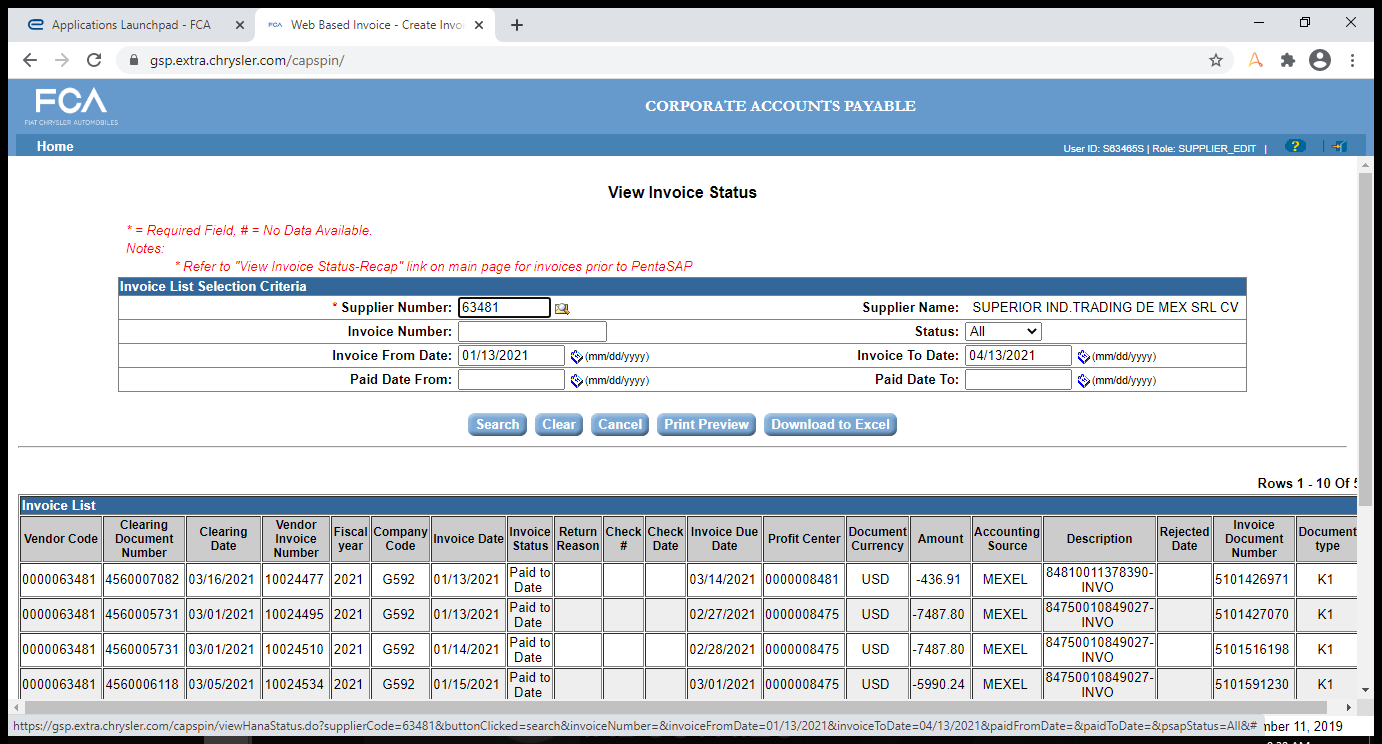 Applications Launchpad - FCA
FCA Web Based Invoice - Create Invoi
gsp.extra.chrysler.com/capspin/
FCA
FIAT CHRYSLER AUTOMOBILES
CORPORATE ACCOUNTS PAYABLE
Home
User ID: S63465S | Role: SUPPLIER_EDIT | ? |
View Invoice Status
* = Required Field, # = No Data Available.
Notes:
* Refer to "View Invoice Status-Recap" link on main page for invoices prior to PentaSAP
Invoice List Selection Criteria
* Supplier Number: 63481 Supplier Name: SUPERIOR IND.TRADING DE MEX SRL CV
Invoice Number: Status: All
Invoice From Date: 01/13/2021 (mm/dd/yyyy) Invoice To Date: 04/13/2021 (mm/dd/yyyy)
Paid Date From: (mm/dd/yyyy) Paid Date To: (mm/dd/yyyy)
Search Clear Cancel Print Preview Download to Excel
Rows 1 - 10 Of 5
Invoice List
Vendor Code Clearing Document Number Clearing Date Vendor Invoice Number Fiscal year Company Code Invoice Date Invoice Status Return Reason Check # Check Date Invoice Due Date Profit Center Document Currency Amount Accounting Source Description Rejected Date Invoice Document Number Document type
0000063481 4560007082 03/16/2021 10024477 2021 G592 01/13/2021 Paid to Date 03/14/2021 0000008481 USD -436.91 MEXEL 84810011378390-INVO 5101426971 K1
0000063481 4560005731 03/01/2021 10024495 2021 G592 01/13/2021 Paid to Date 02/27/2021 0000008475 USD -7487.80 MEXEL 84750010849027-INVO 5101427070 K1
0000063481 4560005731 03/01/2021 10024510 2021 G592 01/14/2021 Paid to Date 02/28/2021 0000008475 USD -7487.80 MEXEL 84750010849027-INVO 5101516198 K1
0000063481 4560006118 03/05/2021 10024534 2021 G592 01/15/2021 Paid to Date 03/01/2021 0000008475 USD -5990.24 MEXEL 84750010849027-INVO 5101591230 K1
https://gsp.extra.chrysler.com/capspin/viewHanaStatus.do?supplierCode=63481&buttonClicked=search&invoiceNumber=&invoiceFromDate=01/13/2021&invoiceToDate=04/13/2021&paidFromDate=&paidToDate=&psapStatus=All&# mber 11, 2019